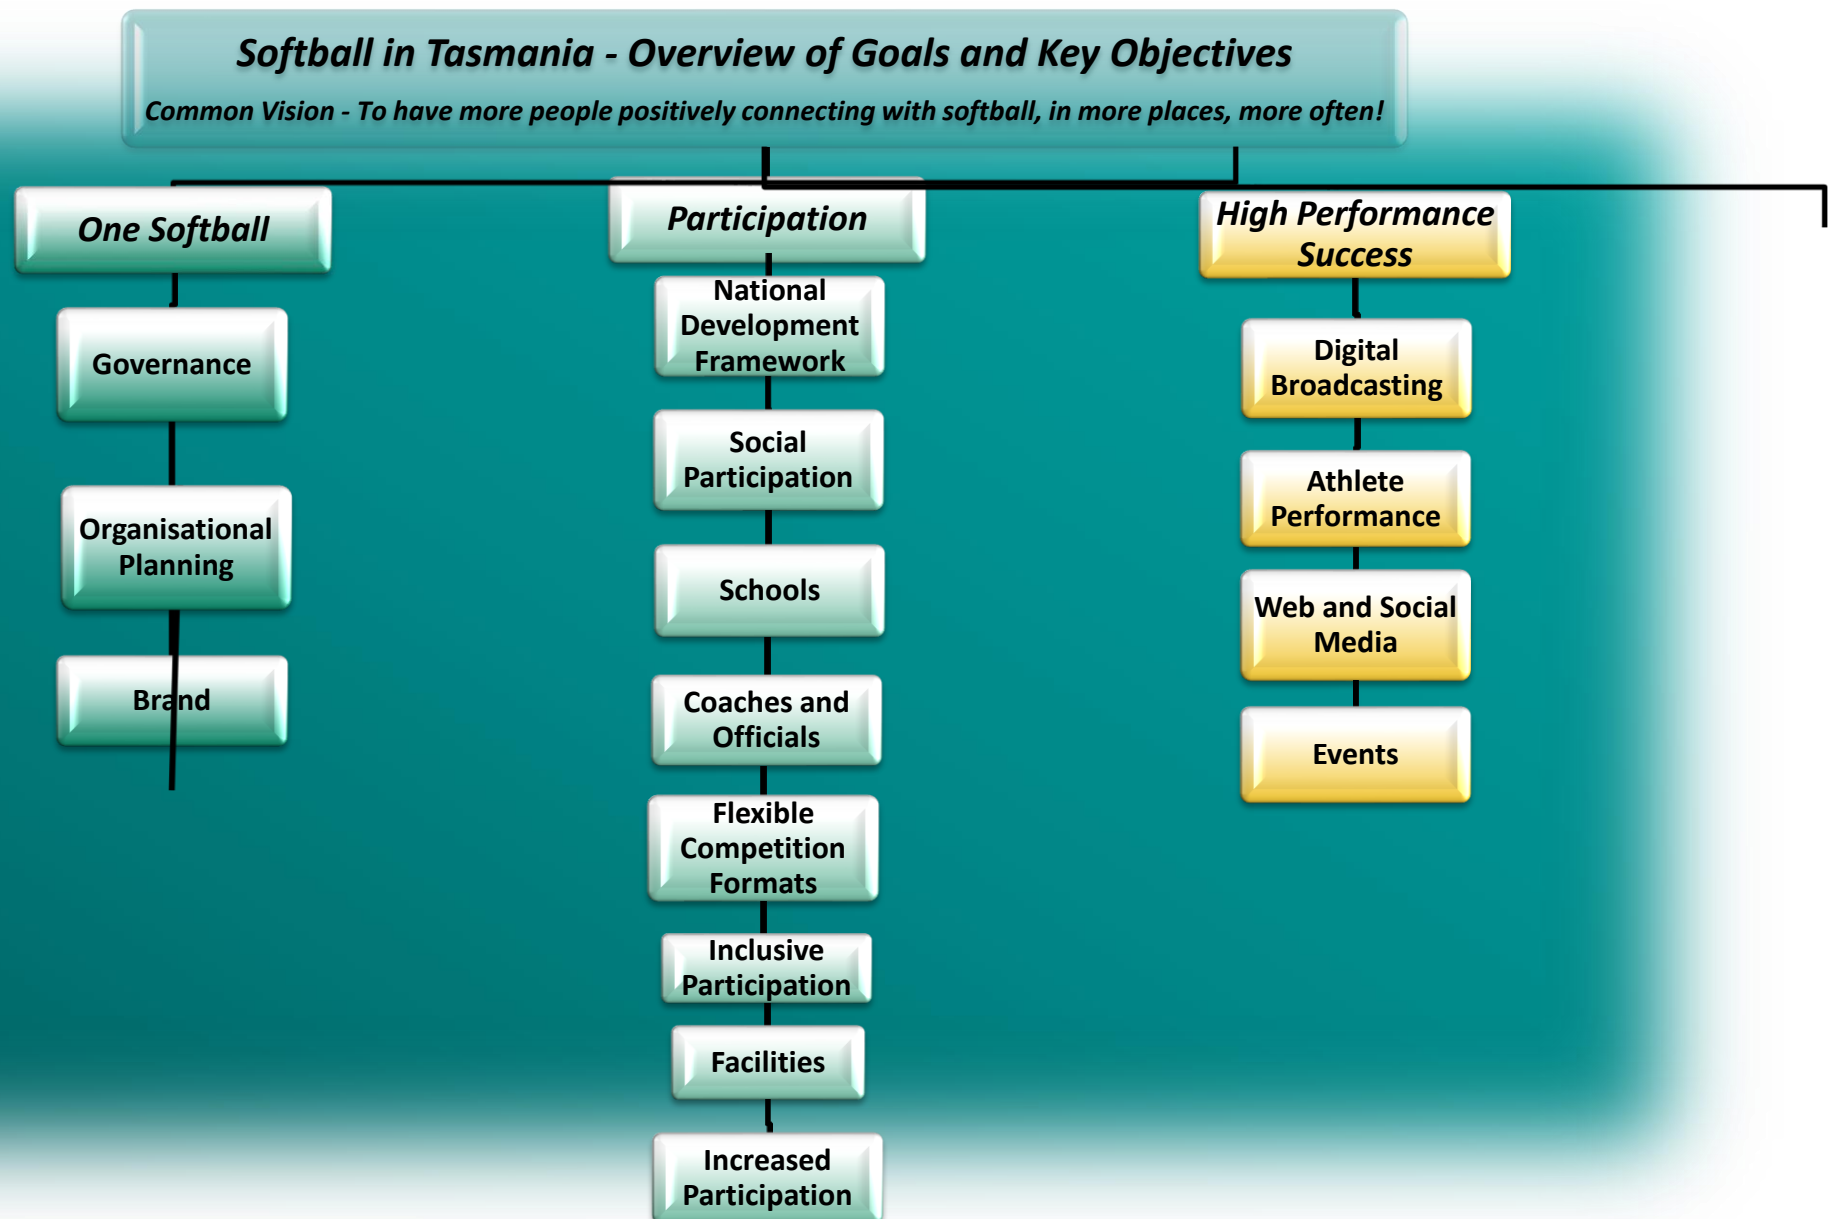 Softball in Tasmania - Overview of Goals and Key Objectives
Common Vision - To have more people positively connecting with softball, in more places, more often!
One Softball
Governance
Organisational
Planning
Brand
Participation
National
Development
Framework
Social
Participation
Schools
Coaches and
Officials
Flexible
Competition
Formats
Inclusive
Participation
Facilities
Increased
Participation
High Performance
Success
Digital
Broadcasting
Athlete
Performance
Web and Social
Media
Events